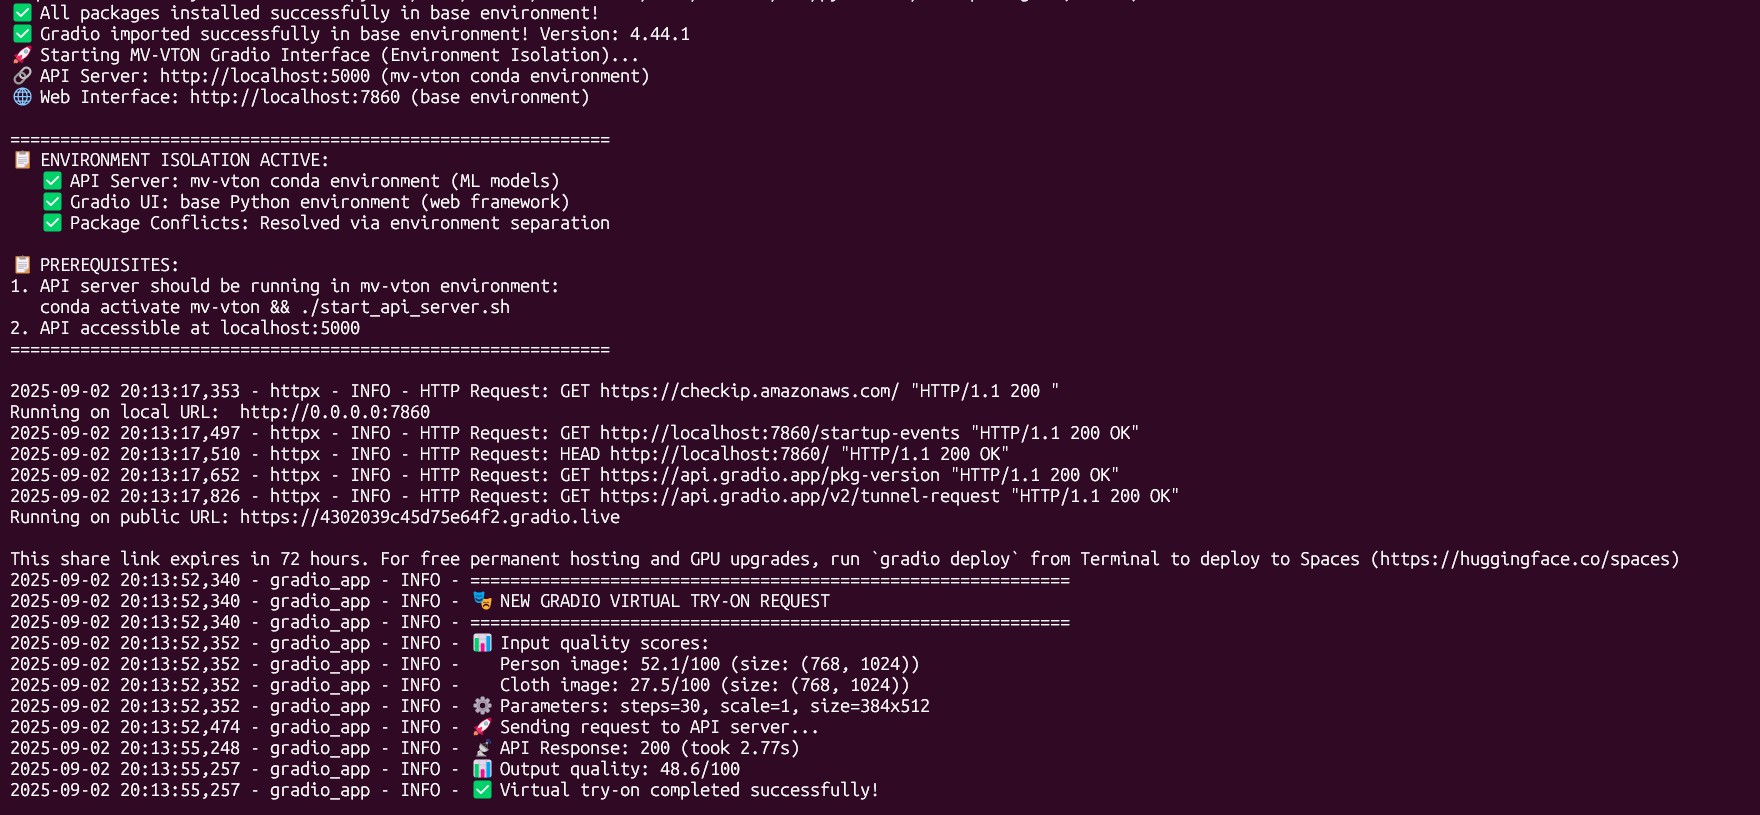 ✅ All packages installed successfully in base environment!
✅ Gradio imported successfully in base environment! Version: 4.44.1
🚀 Starting MV-VTON Gradio Interface (Environment Isolation)...
🔗 API Server: http://localhost:5000 (mv-vton conda environment)
🌐 Web Interface: http://localhost:7860 (base environment)
============================================================
📋 ENVIRONMENT ISOLATION ACTIVE:
✅ API Server: mv-vton conda environment (ML models)
✅ Gradio UI: base Python environment (web framework)
✅ Package Conflicts: Resolved via environment separation
📋 PREREQUISITES:
1. API server should be running in mv-vton environment:
conda activate mv-vton && ./start_api_server.sh
2. API accessible at localhost:5000
============================================================
2025-09-02 20:13:17,353 - httpx - INFO - HTTP Request: GET https://checkip.amazonaws.com/ "HTTP/1.1 200 "
Running on local URL:  http://0.0.0.0:7860
2025-09-02 20:13:17,497 - httpx - INFO - HTTP Request: GET http://localhost:7860/startup-events "HTTP/1.1 200 OK"
2025-09-02 20:13:17,510 - httpx - INFO - HTTP Request: HEAD http://localhost:7860/ "HTTP/1.1 200 OK"
2025-09-02 20:13:17,652 - httpx - INFO - HTTP Request: GET https://api.gradio.app/pkg-version "HTTP/1.1 200 OK"
2025-09-02 20:13:17,826 - httpx - INFO - HTTP Request: GET https://api.gradio.app/v2/tunnel-request "HTTP/1.1 200 OK"
Running on public URL: https://4302039c45d75e64f2.gradio.live
This share link expires in 72 hours. For free permanent hosting and GPU upgrades, run `gradio deploy` from Terminal to deploy to Spaces (https://huggingface.co/spaces)
2025-09-02 20:13:52,340 - gradio_app - INFO - ============================================================
2025-09-02 20:13:52,340 - gradio_app - INFO - 🎭 NEW GRADIO VIRTUAL TRY-ON REQUEST
2025-09-02 20:13:52,340 - gradio_app - INFO - ============================================================
2025-09-02 20:13:52,352 - gradio_app - INFO - 📊 Input quality scores:
2025-09-02 20:13:52,352 - gradio_app - INFO -    Person image: 52.1/100 (size: (768, 1024))
2025-09-02 20:13:52,352 - gradio_app - INFO -    Cloth image: 27.5/100 (size: (768, 1024))
2025-09-02 20:13:52,352 - gradio_app - INFO - ⚙️ Parameters: steps=30, scale=1, size=384x512
2025-09-02 20:13:52,474 - gradio_app - INFO - 🚀 Sending request to API server...
2025-09-02 20:13:55,248 - gradio_app - INFO - 📡 API Response: 200 (took 2.77s)
2025-09-02 20:13:55,257 - gradio_app - INFO - 📊 Output quality: 48.6/100
2025-09-02 20:13:55,257 - gradio_app - INFO - ✅ Virtual try-on completed successfully!